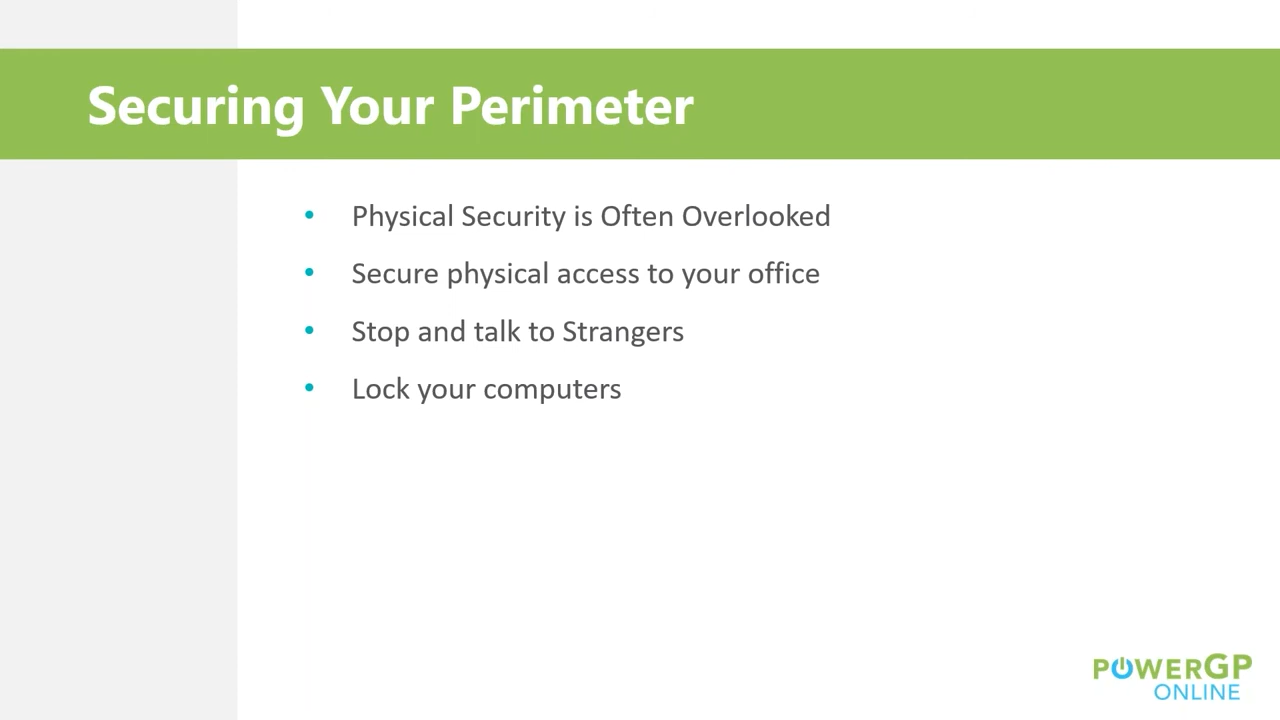 Securing Your Perimeter
• Physical Security is Often Overlooked
• Secure physical access to your office
• Stop and talk to Strangers
• Lock your computers
POWERGP
ONLINE